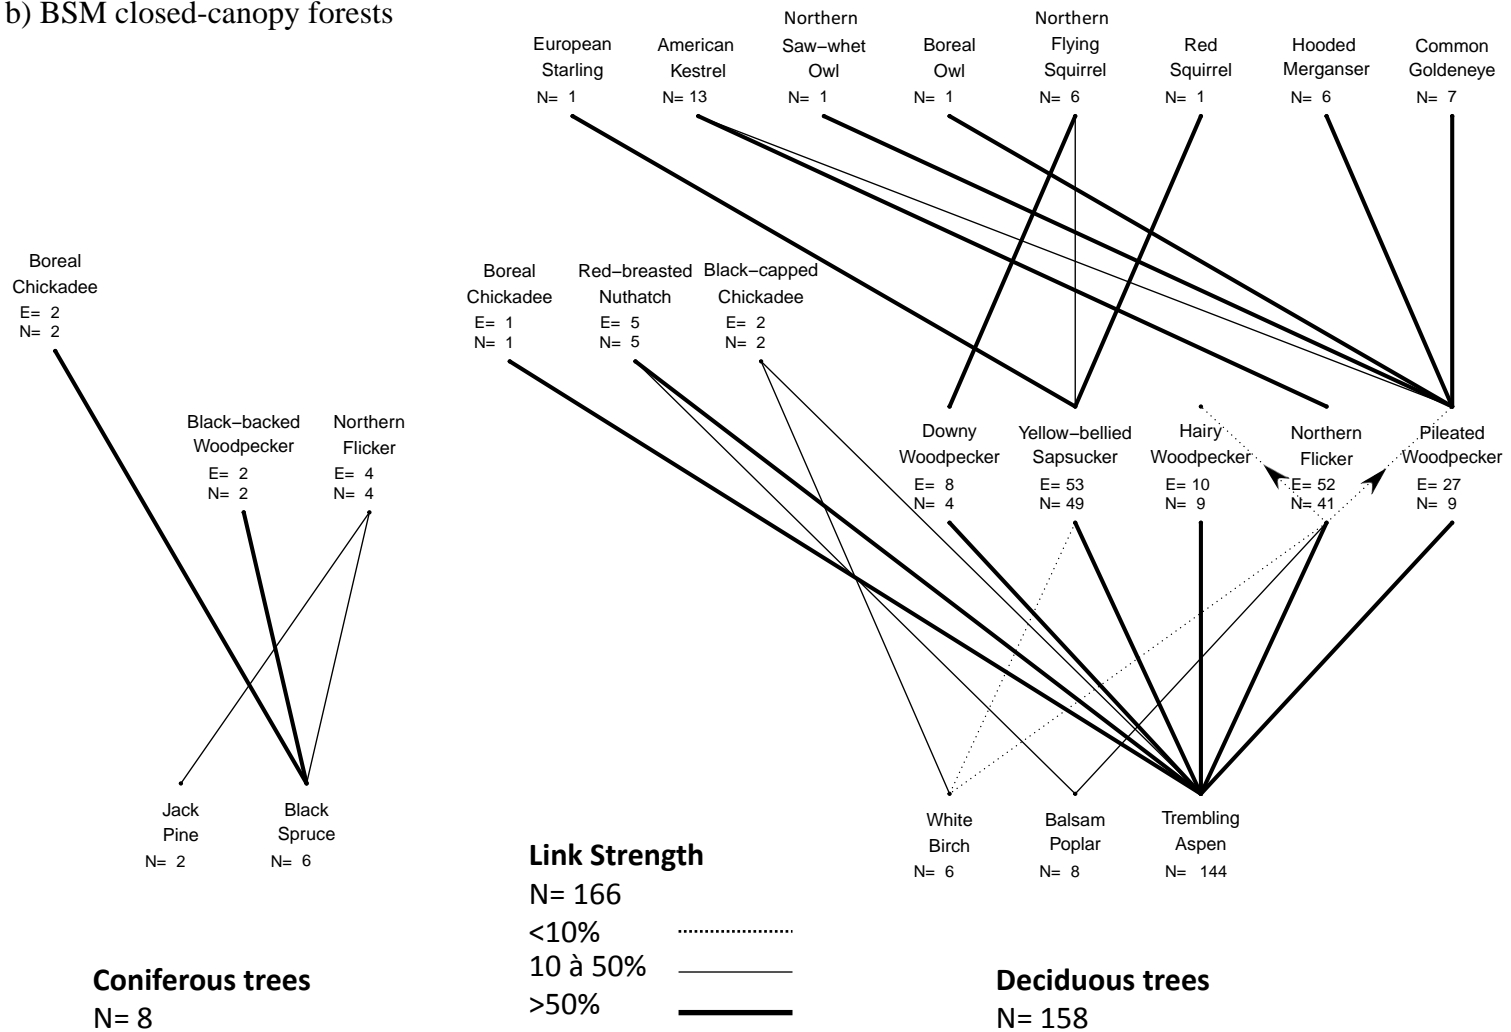 b) BSM closed-canopy forests
European
Starling
N= 1
American
Kestrel
N= 13
Northern
Saw−whet
Owl
N= 1
Boreal
Owl
N= 1
Northern
Flying
Squirrel
N= 6
Red
Squirrel
N= 1
Hooded
Merganser
N= 6
Common
Goldeneye
N= 7
Boreal
Chickadee
E= 2
N= 2
Boreal
Chickadee
E= 1
N= 1
Red−breasted
Nuthatch
E= 5
N= 5
Black−capped
Chickadee
E= 2
N= 2
Black−backed
Woodpecker
E= 2
N= 2
Northern
Flicker
E= 4
N= 4
Downy
Woodpecker
E= 8
N= 4
Yellow−bellied
Sapsucker
E= 53
N= 49
Hairy
Woodpecker
E= 10
N= 9
Northern
Flicker
E= 52
N= 41
Pileated
Woodpecker
E= 27
N= 9
Jack
Pine
N= 2
Black
Spruce
N= 6
White
Birch
N= 6
Balsam
Poplar
N= 8
Trembling
Aspen
N= 144
Link Strength
N= 166
<10%
10 à 50%
>50%
Coniferous trees
N= 8
Deciduous trees
N= 158